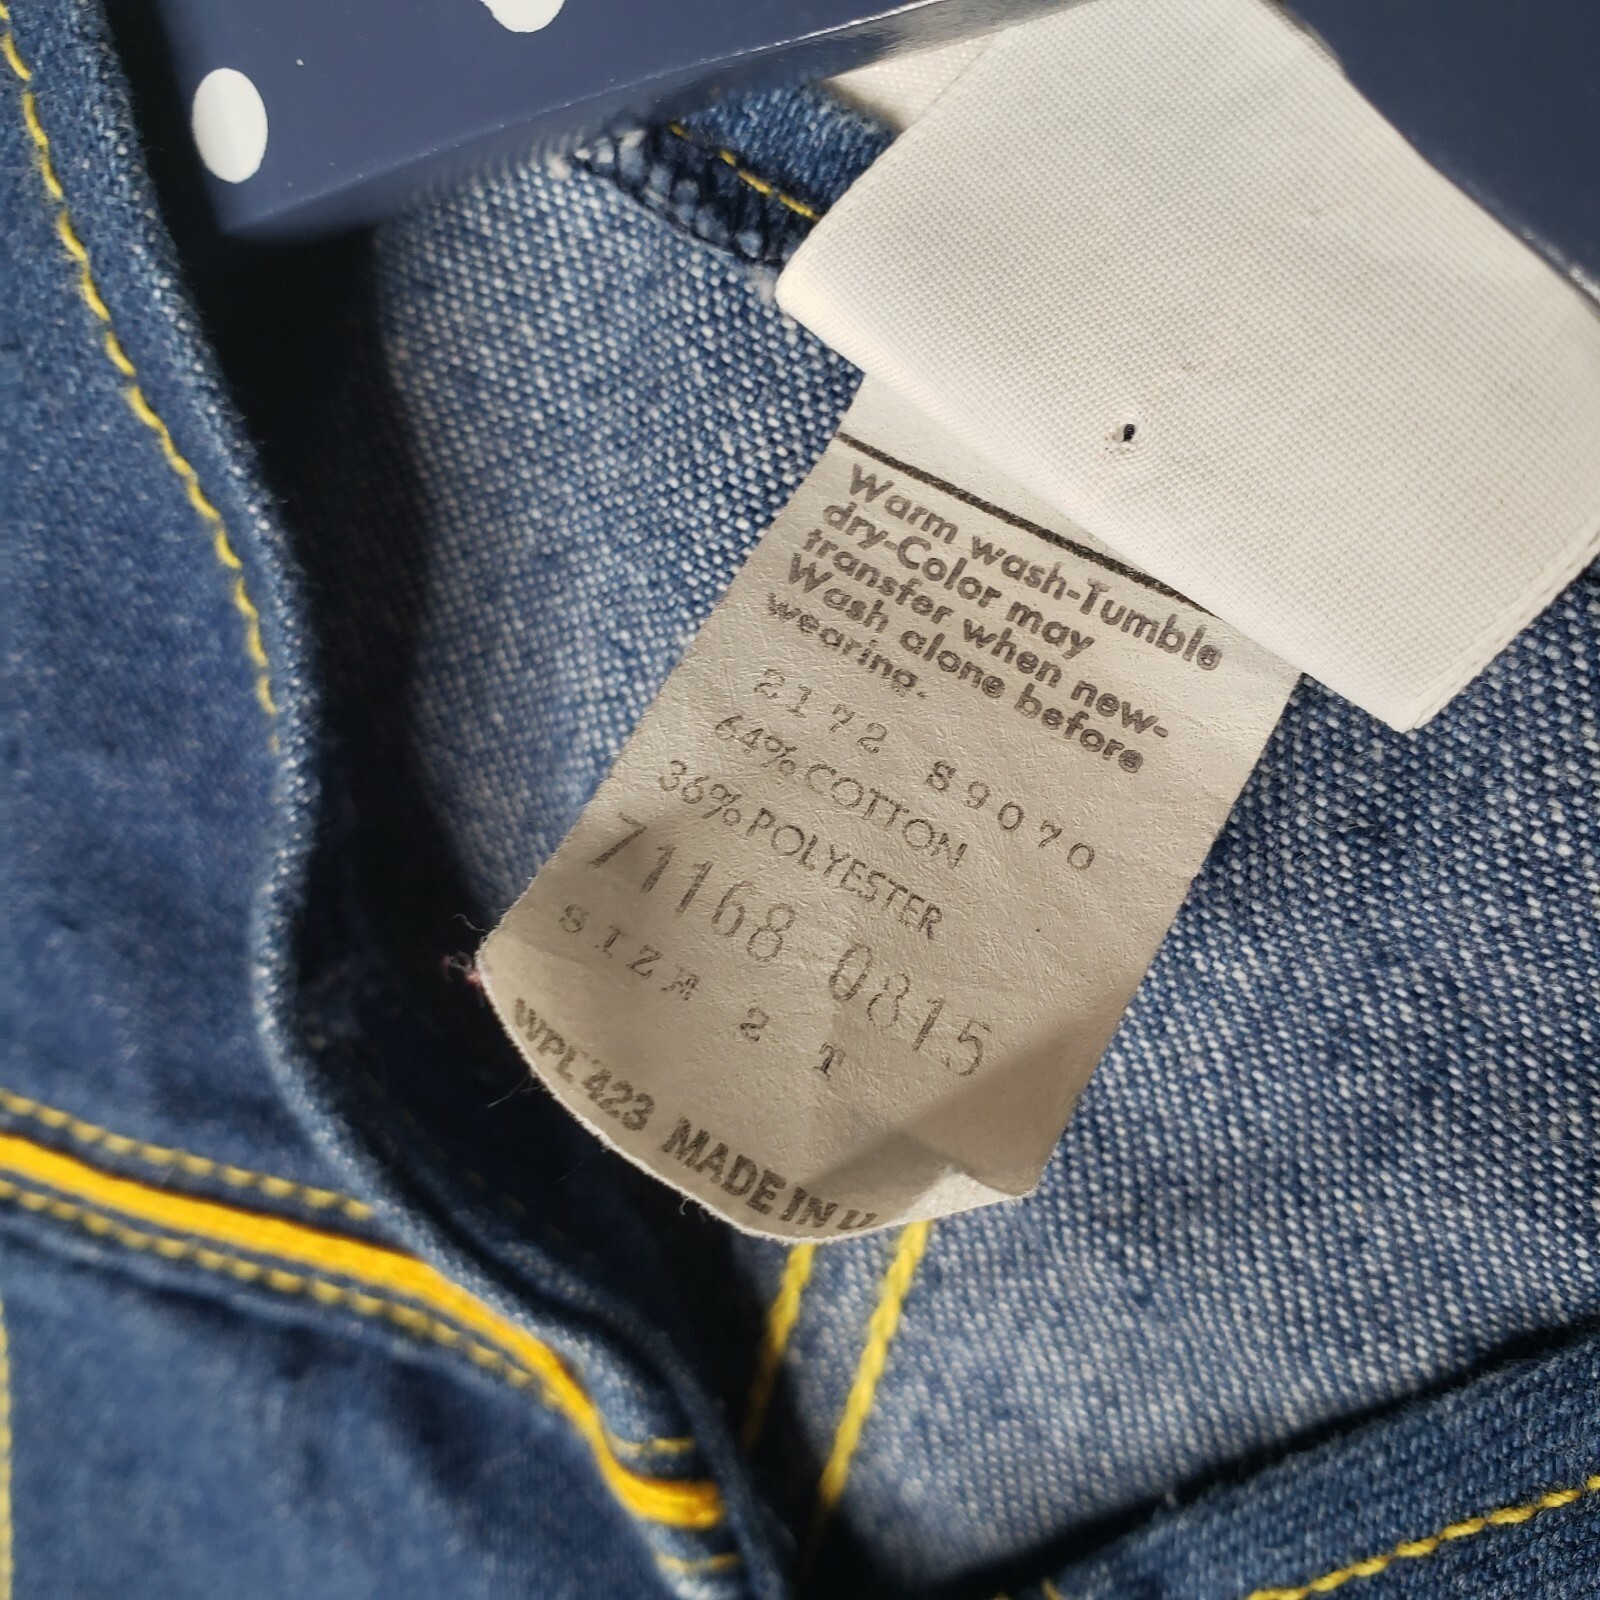 Warm wash-Tumble
dry-Color may
transfer when new-
Wash alone before
wearing.
2172 89070
64% COTTON
36% POLYESTER
71168 0815
SIZE 2 T
WPL 423 MADE IN